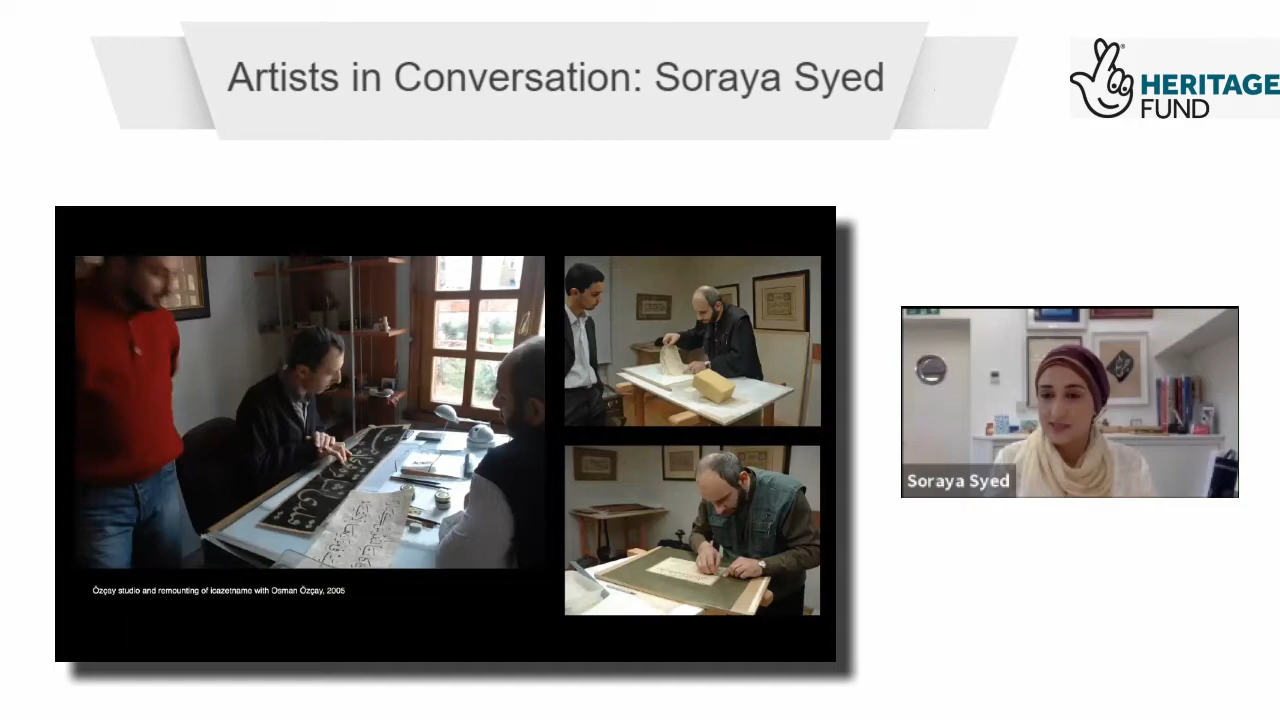 Artists in Conversation: Soraya Syed
HERITAGE
FUND
Soraya Syed
Özçay studio and remounting of icazetname with Osman Özçay, 2005